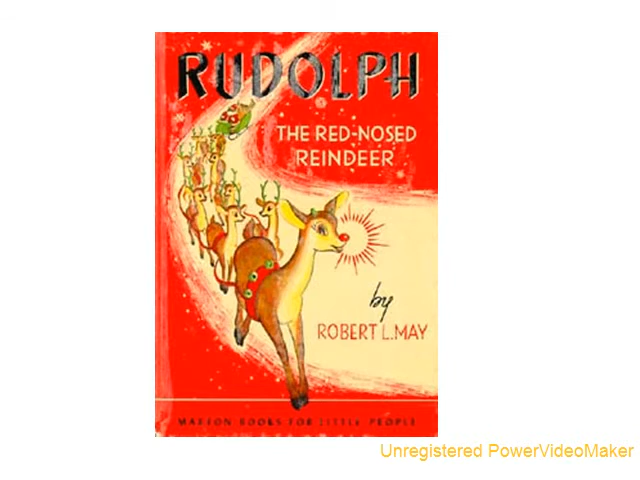 RUDOLPH
THE RED-NOSED
REINDEER
by
ROBERT L. MAY
MAXTON BOOKS FOR LITTLE PEOPLE
Unregistered PowerVideoMaker